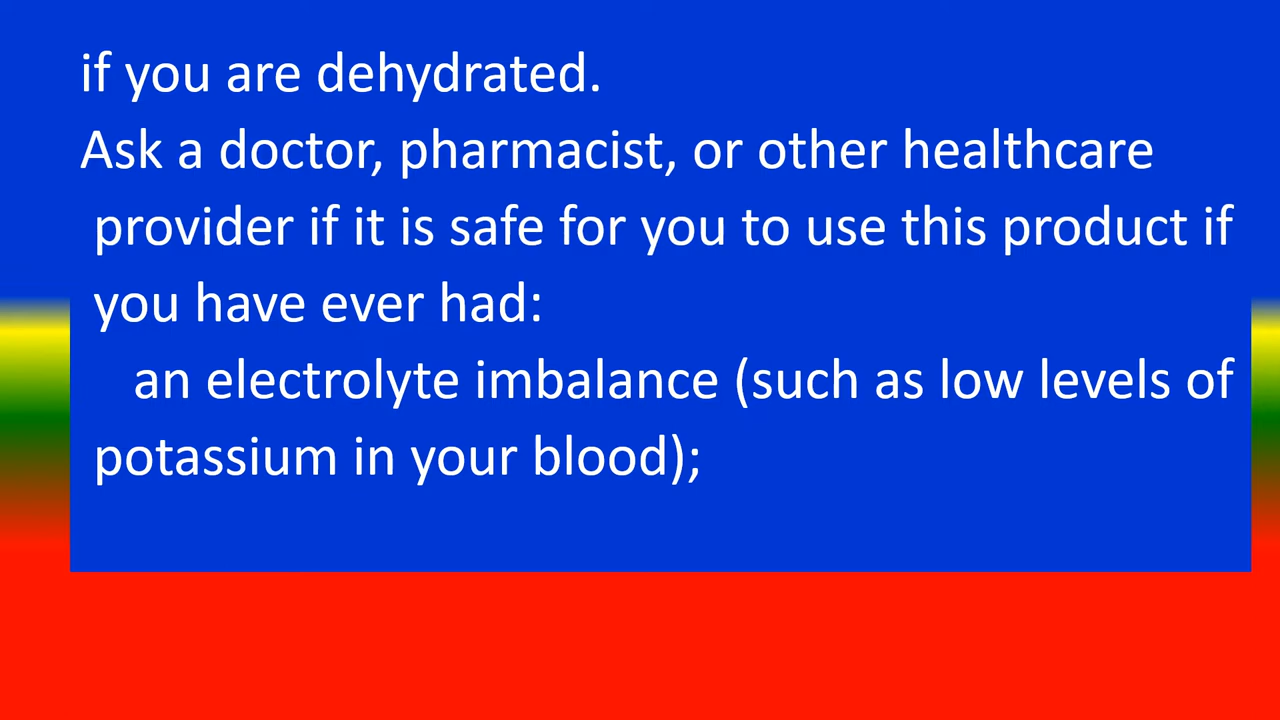 if you are dehydrated.
Ask a doctor, pharmacist, or other healthcare
provider if it is safe for you to use this product if
you have ever had:
an electrolyte imbalance (such as low levels of
potassium in your blood);